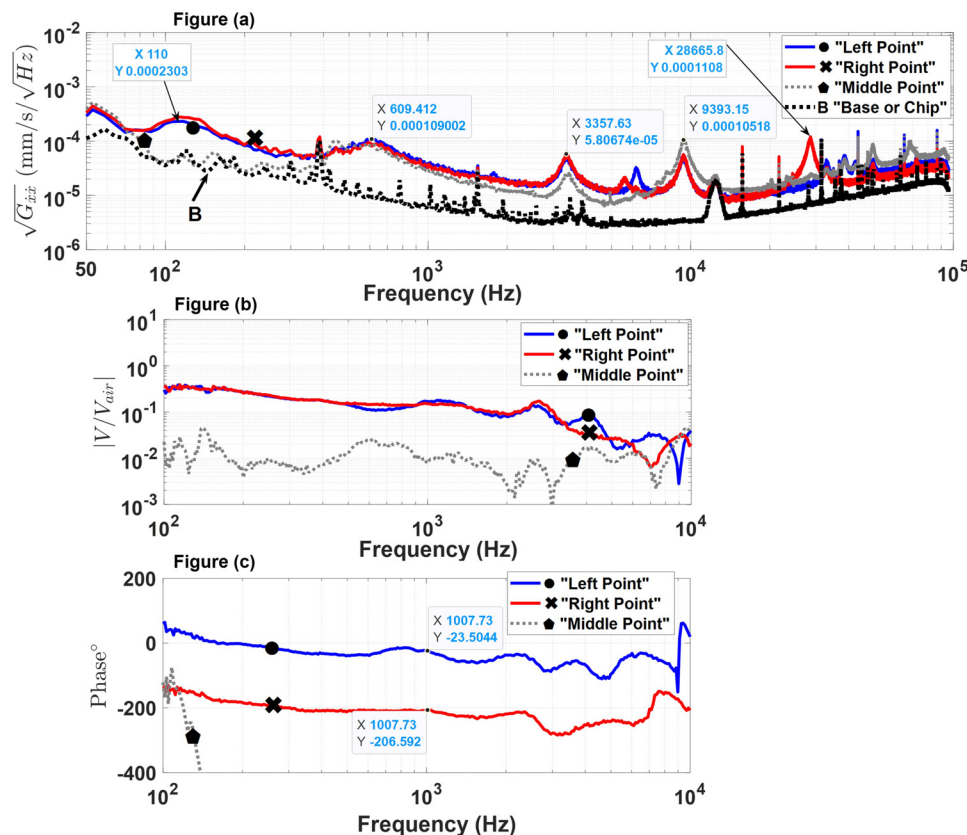 Figure (a)
10^-2
10^-3
10^-4
10^-5
10^-6
√G_ẋẋ (mm/s/√Hz)
X 110
Y 0.0002303
X 609.412
Y 0.000109002
X 3357.63
Y 5.80674e-05
X 28665.8
Y 0.0001108
X 9393.15
Y 0.00010518
"Left Point"
"Right Point"
"Middle Point"
B "Base or Chip"
B
50
10^2
10^3
10^4
10^5
Frequency (Hz)
Figure (b)
10^1
10^0
10^-1
10^-2
10^-3
|V/V_air|
"Left Point"
"Right Point"
"Middle Point"
10^2
10^3
10^4
Frequency (Hz)
Figure (c)
200
0
-200
-400
Phase°
X 1007.73
Y -23.5044
X 1007.73
Y -206.592
"Left Point"
"Right Point"
"Middle Point"
10^2
10^3
10^4
Frequency (Hz)